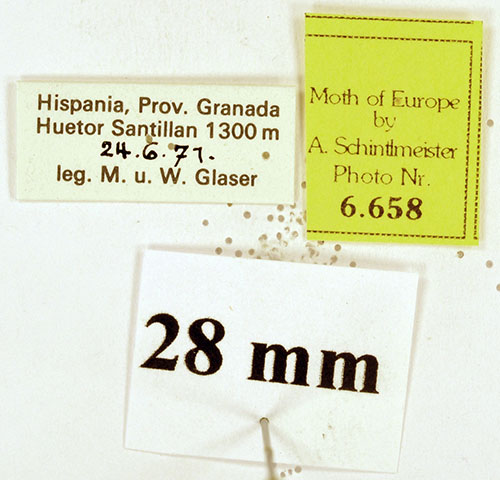 Hispania, Prov. Granada
Huetor Santillan 1300 m
24.6.71.
leg. M. u. W. Glaser
Moth of Europe
by
A. Schintlmeister
Photo Nr.
6.658
28 mm